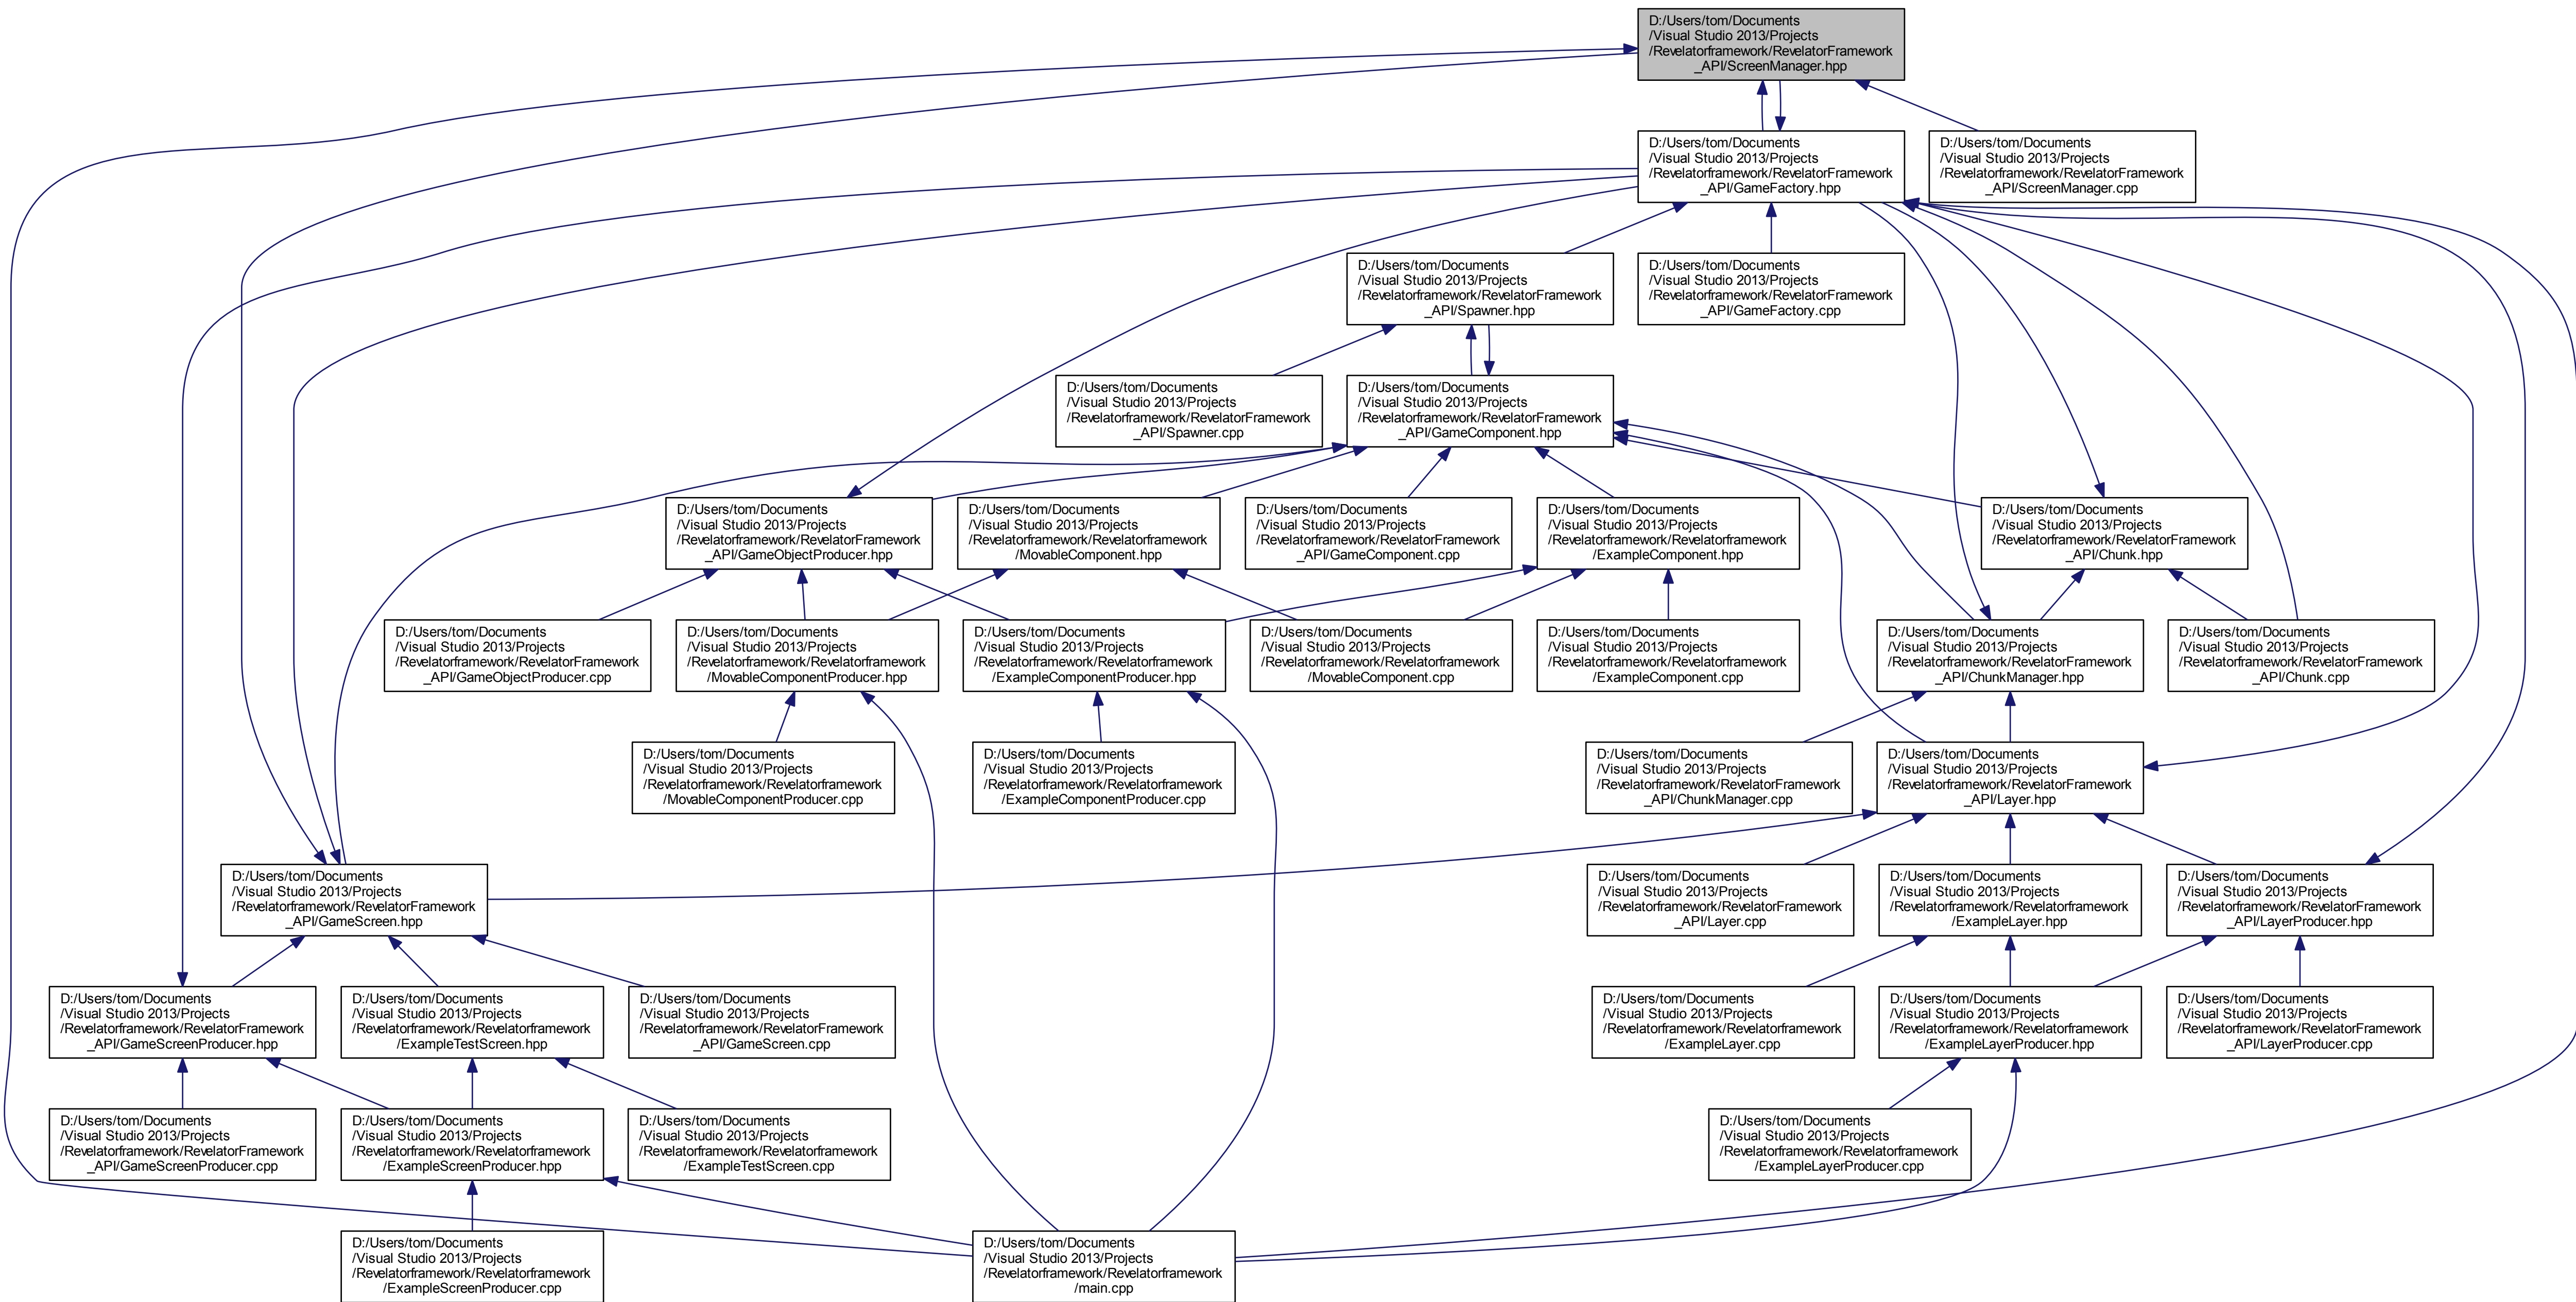 D:/Users/tom/Documents
/Visual Studio 2013/Projects
/Revelatorframework/RevelatorFramework
_API/ScreenManager.hpp
D:/Users/tom/Documents
/Visual Studio 2013/Projects
/Revelatorframework/RevelatorFramework
_API/GameFactory.hpp
D:/Users/tom/Documents
/Visual Studio 2013/Projects
/Revelatorframework/RevelatorFramework
_API/ScreenManager.cpp
D:/Users/tom/Documents
/Visual Studio 2013/Projects
/Revelatorframework/RevelatorFramework
_API/Spawner.hpp
D:/Users/tom/Documents
/Visual Studio 2013/Projects
/Revelatorframework/RevelatorFramework
_API/GameFactory.cpp
D:/Users/tom/Documents
/Visual Studio 2013/Projects
/Revelatorframework/RevelatorFramework
_API/Spawner.cpp
D:/Users/tom/Documents
/Visual Studio 2013/Projects
/Revelatorframework/RevelatorFramework
_API/GameComponent.hpp
D:/Users/tom/Documents
/Visual Studio 2013/Projects
/Revelatorframework/RevelatorFramework
_API/GameObjectProducer.hpp
D:/Users/tom/Documents
/Visual Studio 2013/Projects
/Revelatorframework/Revelatorframework
/MovableComponent.hpp
D:/Users/tom/Documents
/Visual Studio 2013/Projects
/Revelatorframework/RevelatorFramework
_API/GameComponent.cpp
D:/Users/tom/Documents
/Visual Studio 2013/Projects
/Revelatorframework/Revelatorframework
/ExampleComponent.hpp
D:/Users/tom/Documents
/Visual Studio 2013/Projects
/Revelatorframework/RevelatorFramework
_API/Chunk.hpp
D:/Users/tom/Documents
/Visual Studio 2013/Projects
/Revelatorframework/RevelatorFramework
_API/GameObjectProducer.cpp
D:/Users/tom/Documents
/Visual Studio 2013/Projects
/Revelatorframework/Revelatorframework
/MovableComponentProducer.hpp
D:/Users/tom/Documents
/Visual Studio 2013/Projects
/Revelatorframework/Revelatorframework
/ExampleComponentProducer.hpp
D:/Users/tom/Documents
/Visual Studio 2013/Projects
/Revelatorframework/Revelatorframework
/MovableComponent.cpp
D:/Users/tom/Documents
/Visual Studio 2013/Projects
/Revelatorframework/Revelatorframework
/ExampleComponent.cpp
D:/Users/tom/Documents
/Visual Studio 2013/Projects
/Revelatorframework/RevelatorFramework
_API/ChunkManager.hpp
D:/Users/tom/Documents
/Visual Studio 2013/Projects
/Revelatorframework/RevelatorFramework
_API/Chunk.cpp
D:/Users/tom/Documents
/Visual Studio 2013/Projects
/Revelatorframework/Revelatorframework
/MovableComponentProducer.cpp
D:/Users/tom/Documents
/Visual Studio 2013/Projects
/Revelatorframework/Revelatorframework
/ExampleComponentProducer.cpp
D:/Users/tom/Documents
/Visual Studio 2013/Projects
/Revelatorframework/RevelatorFramework
_API/ChunkManager.cpp
D:/Users/tom/Documents
/Visual Studio 2013/Projects
/Revelatorframework/RevelatorFramework
_API/Layer.hpp
D:/Users/tom/Documents
/Visual Studio 2013/Projects
/Revelatorframework/RevelatorFramework
_API/GameScreen.hpp
D:/Users/tom/Documents
/Visual Studio 2013/Projects
/Revelatorframework/RevelatorFramework
_API/Layer.cpp
D:/Users/tom/Documents
/Visual Studio 2013/Projects
/Revelatorframework/Revelatorframework
/ExampleLayer.hpp
D:/Users/tom/Documents
/Visual Studio 2013/Projects
/Revelatorframework/RevelatorFramework
_API/LayerProducer.hpp
D:/Users/tom/Documents
/Visual Studio 2013/Projects
/Revelatorframework/RevelatorFramework
_API/GameScreenProducer.hpp
D:/Users/tom/Documents
/Visual Studio 2013/Projects
/Revelatorframework/Revelatorframework
/ExampleTestScreen.hpp
D:/Users/tom/Documents
/Visual Studio 2013/Projects
/Revelatorframework/RevelatorFramework
_API/GameScreen.cpp
D:/Users/tom/Documents
/Visual Studio 2013/Projects
/Revelatorframework/Revelatorframework
/ExampleLayer.cpp
D:/Users/tom/Documents
/Visual Studio 2013/Projects
/Revelatorframework/Revelatorframework
/ExampleLayerProducer.hpp
D:/Users/tom/Documents
/Visual Studio 2013/Projects
/Revelatorframework/RevelatorFramework
_API/LayerProducer.cpp
D:/Users/tom/Documents
/Visual Studio 2013/Projects
/Revelatorframework/RevelatorFramework
_API/GameScreenProducer.cpp
D:/Users/tom/Documents
/Visual Studio 2013/Projects
/Revelatorframework/Revelatorframework
/ExampleScreenProducer.hpp
D:/Users/tom/Documents
/Visual Studio 2013/Projects
/Revelatorframework/Revelatorframework
/ExampleTestScreen.cpp
D:/Users/tom/Documents
/Visual Studio 2013/Projects
/Revelatorframework/Revelatorframework
/ExampleLayerProducer.cpp
D:/Users/tom/Documents
/Visual Studio 2013/Projects
/Revelatorframework/Revelatorframework
/ExampleScreenProducer.cpp
D:/Users/tom/Documents
/Visual Studio 2013/Projects
/Revelatorframework/Revelatorframework
/main.cpp